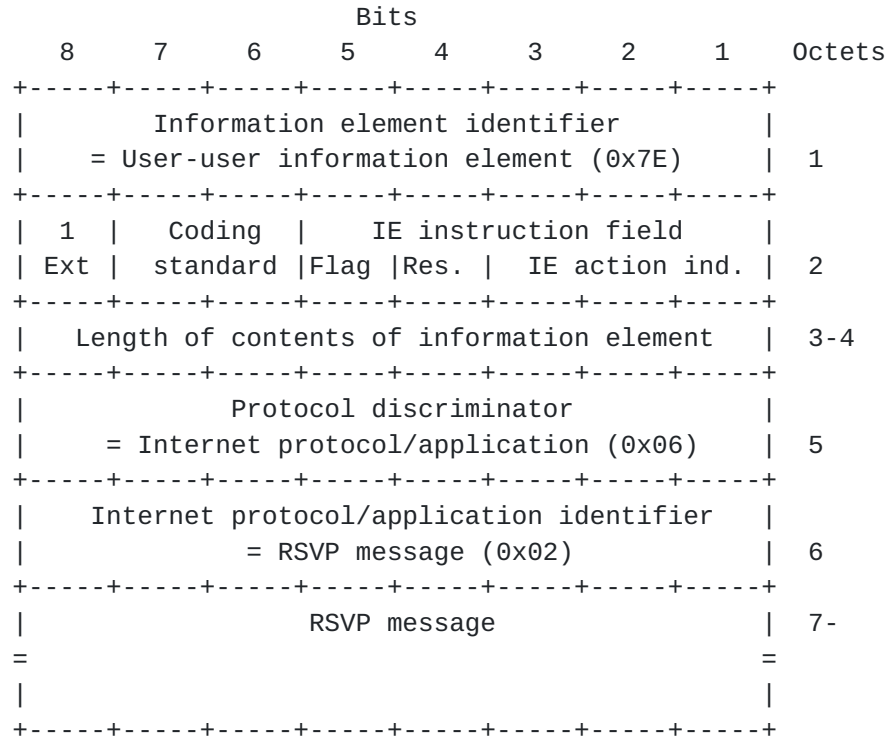 Bits
   8     7     6     5     4     3     2     1    Octets
+-----+-----+-----+-----+-----+-----+-----+-----+
|         Information element identifier         |
|    = User-user information element (0x7E)     |  1
+-----+-----+-----+-----+-----+-----+-----+-----+
|  1  |   Coding  |    IE instruction field     |
| Ext |  standard |Flag |Res. |  IE action ind. |  2
+-----+-----+-----+-----+-----+-----+-----+-----+
|   Length of contents of information element   |  3-4
+-----+-----+-----+-----+-----+-----+-----+-----+
|             Protocol discriminator            |
|     = Internet protocol/application (0x06)    |  5
+-----+-----+-----+-----+-----+-----+-----+-----+
|    Internet protocol/application identifier   |
|              = RSVP message (0x02)            |  6
+-----+-----+-----+-----+-----+-----+-----+-----+
|                  RSVP message                 |  7-
=                                               =
|                                               |
+-----+-----+-----+-----+-----+-----+-----+-----+